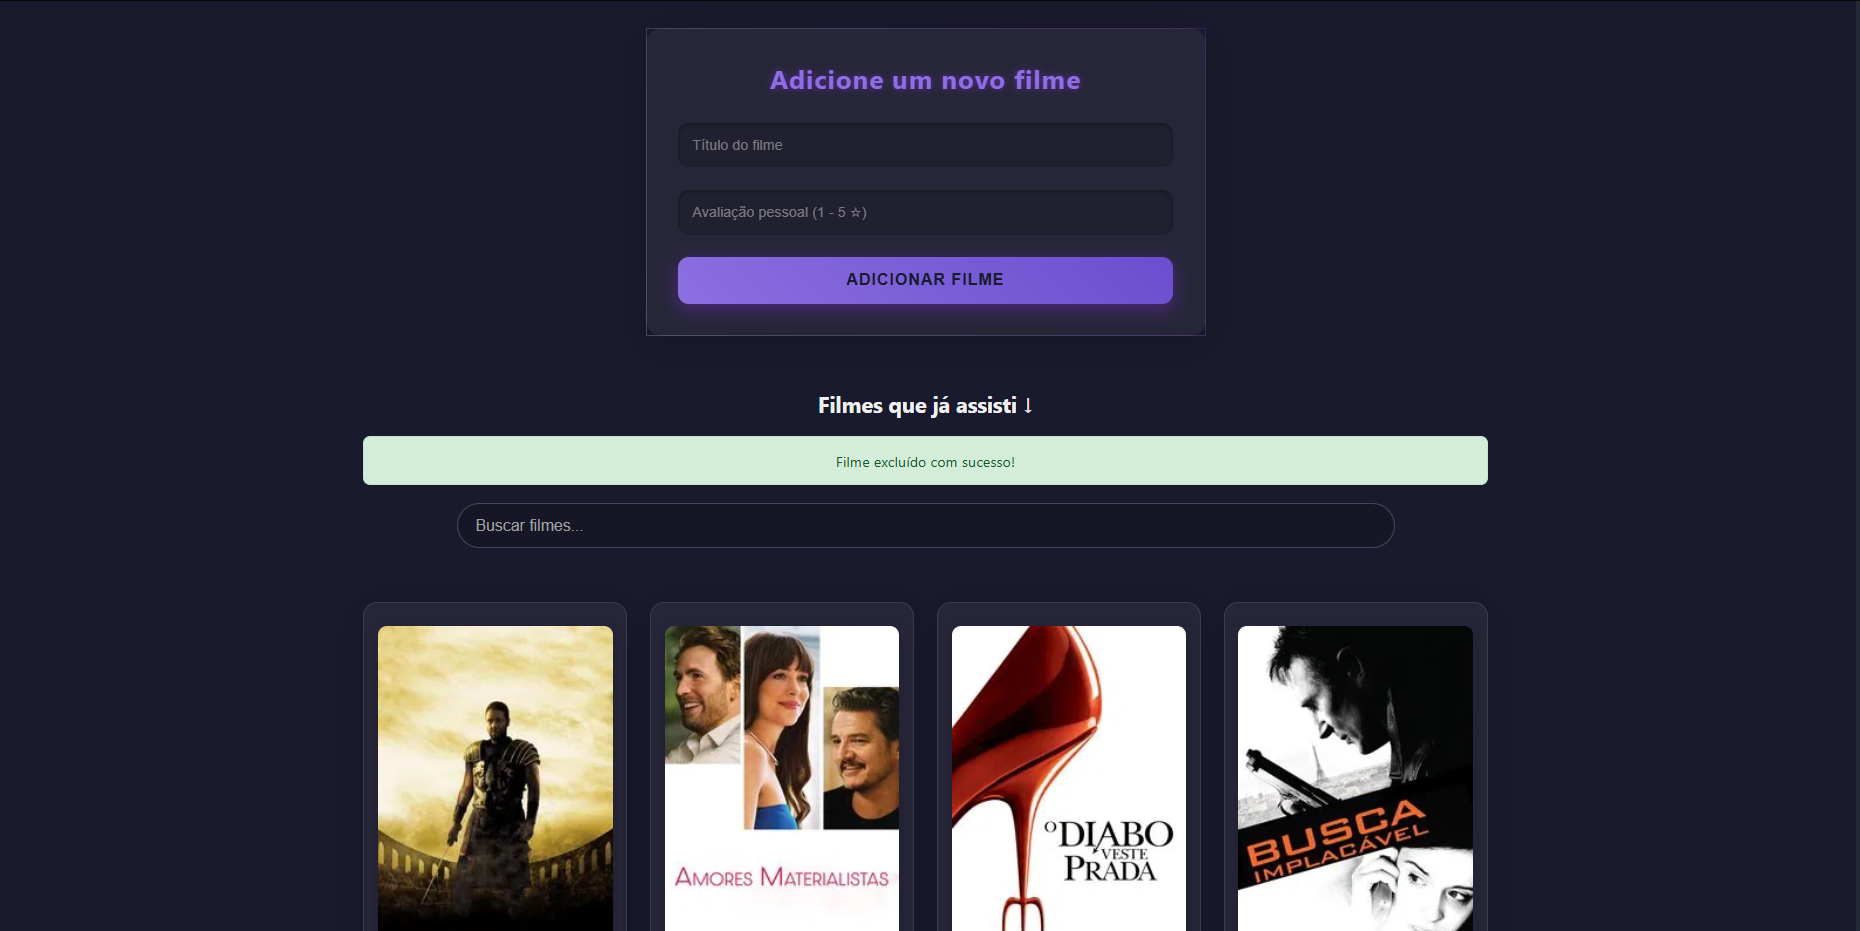 Adicione um novo filme
Título do filme
Avaliação pessoal (1 - 5 ☆)
ADICIONAR FILME
Filmes que já assisti ↓
Filme excluído com sucesso!
Buscar filmes...
AMORES MATERIALISTAS
O DIABO
VESTE
PRADA
BUSCA
IMPLACÁVEL